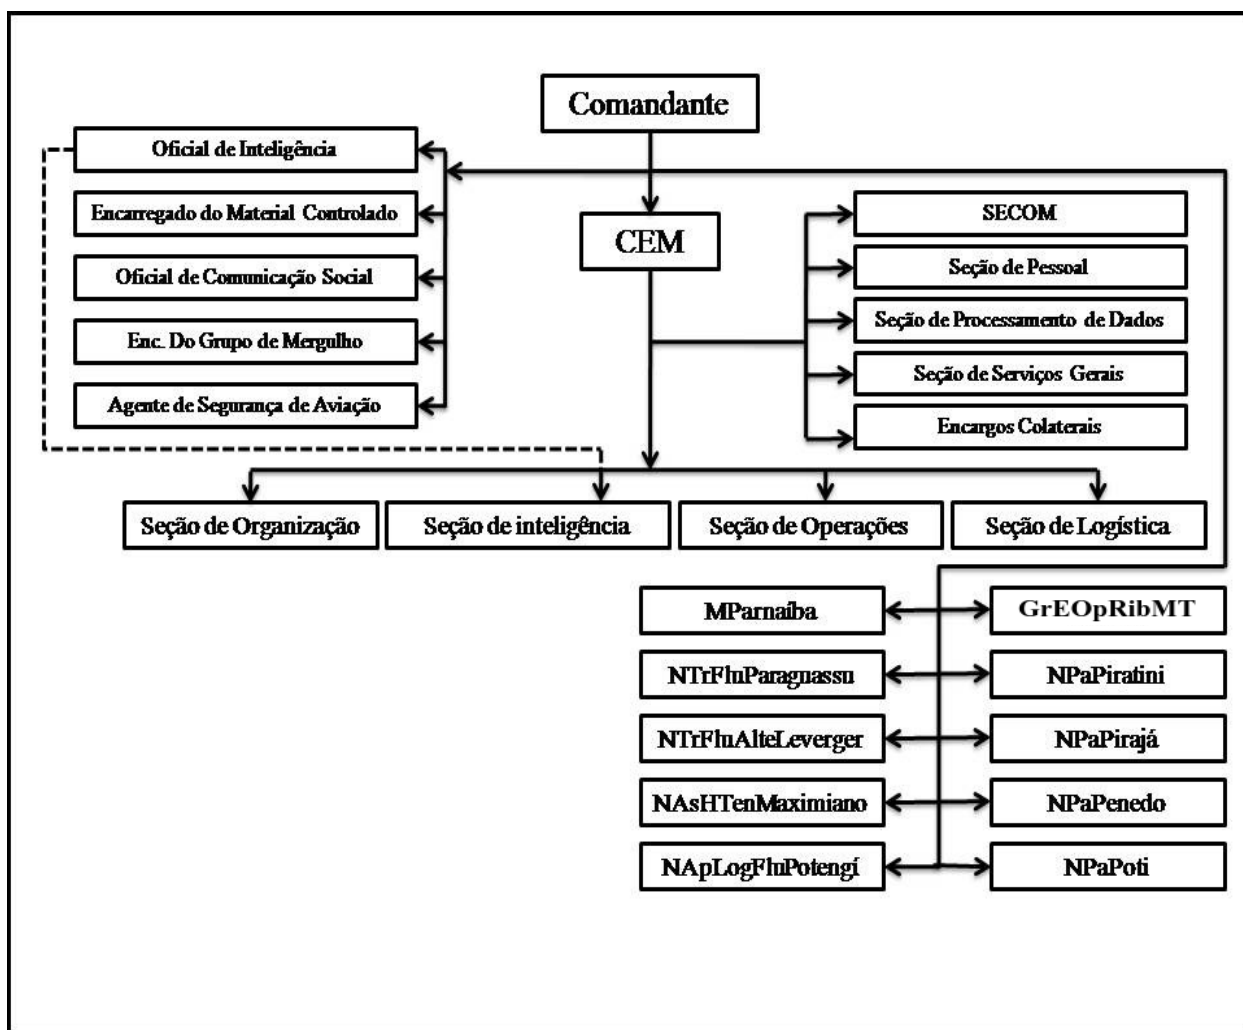 Comandante
Oficial de Inteligência
Encarregado do Material Controlado
Oficial de Comunicação Social
Enc. Do Grupo de Mergulho
Agente de Segurança de Aviação
CEM
SECOM
Seção de Pessoal
Seção de Processamento de Dados
Seção de Serviços Gerais
Encargos Colaterais
Seção de Organização
Seção de inteligência
Seção de Operações
Seção de Logística
MParnaíba
GrEOpRibMT
NTrFluParaguassu
NPaPiratini
NTrFluAlteLeverger
NPaPirajá
NAsHTenMaximiano
NPaPenedo
NApLogFluPotengí
NPaPoti